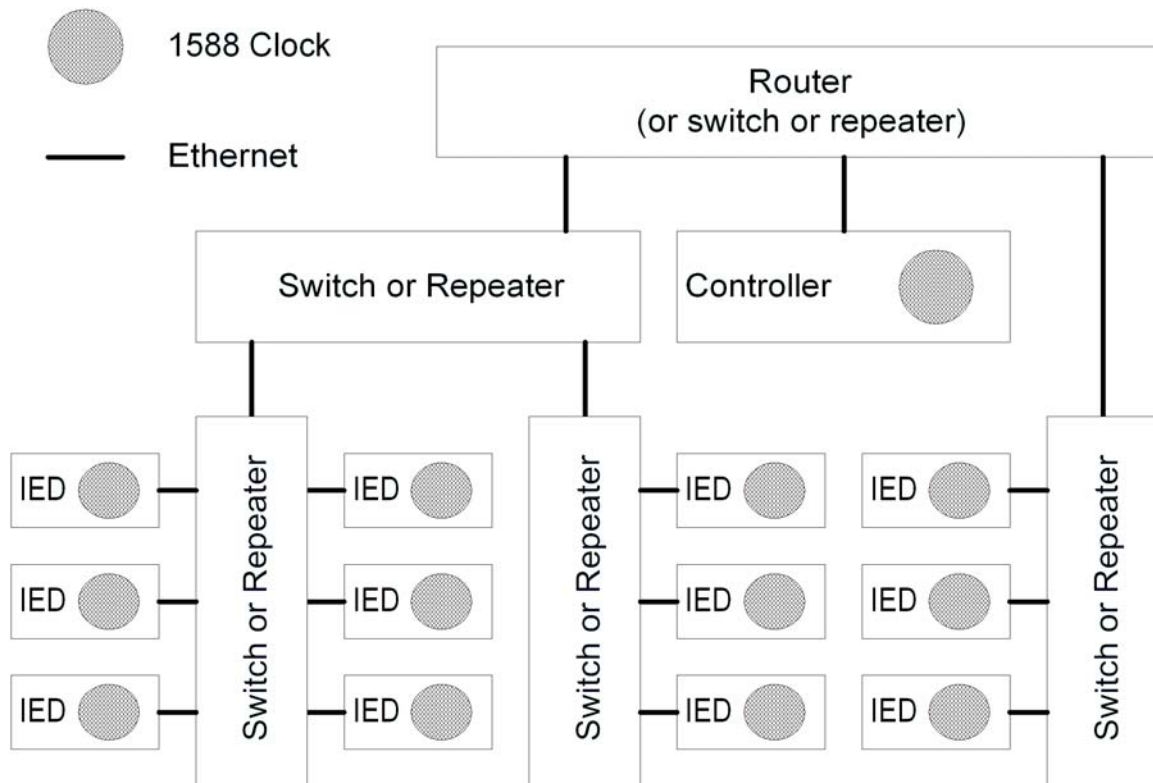 1588 Clock
Ethernet
Router
(or switch or repeater)
Switch or Repeater
Controller
IED
IED
IED
IED
IED
IED
IED
IED
IED
IED
IED
IED
Switch or Repeater
Switch or Repeater
Switch or Repeater